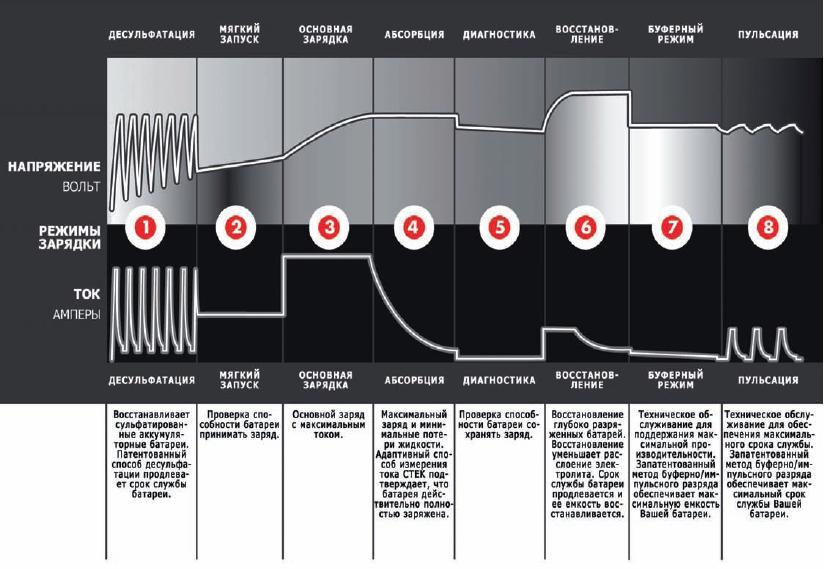 ДЕСУЛЬФАТАЦИЯ
МЯГКИЙ
ЗАПУСК
ОСНОВНАЯ
ЗАРЯДКА
АБСОРБЦИЯ
ДИАГНОСТИКА
ВОССТАНОВ-
ЛЕНИЕ
БУФЕРНЫЙ
РЕЖИМ
ПУЛЬСАЦИЯ
НАПРЯЖЕНИЕ
ВОЛЬТ
РЕЖИМЫ
ЗАРЯДКИ
1
2
3
4
5
6
7
8
ТОК
АМПЕРЫ
ДЕСУЛЬФАТАЦИЯ
МЯГКИЙ
ЗАПУСК
ОСНОВНАЯ
ЗАРЯДКА
АБСОРБЦИЯ
ДИАГНОСТИКА
ВОССТАНОВ-
ЛЕНИЕ
БУФЕРНЫЙ
РЕЖИМ
ПУЛЬСАЦИЯ
Восстанавливает
сульфатирован-
ные аккумуля-
торные батареи.
Патентованный
способ десульфа-
тации продлева-
ет срок службы
батареи.
Проверка спо-
собности батареи
принимать заряд.
Основной заряд
с максимальным
током.
Максимальный
заряд и мини-
мальные поте-
ри жидкости.
Адаптивный спо-
соб измерения
тока СТЕК под-
тверждает, что
батарея дейс-
твительно полно-
стью заряжена.
Проверка способ-
ности батареи со-
хранять заряд.
Восстановление
глубоко разря-
женных батарей.
Восстановление
уменьшает рас-
слоение элек-
тролита. Срок
службы батареи
продлевается и
ее емкость вос-
станавливается.
Техническое об-
служивание для
поддержания мак-
симальной про-
изводительности.
Запатентованный
метод буферно/им-
пульсного разряда
обеспечивает мак-
симальную емкость
Вашей батареи.
Техническое обслу-
живание для обес-
печения максималь-
ного срока службы.
Запатентованный
метод буферно/им-
пульсного разряда
обеспечивает мак-
симальный срок
службы Вашей
батареи.